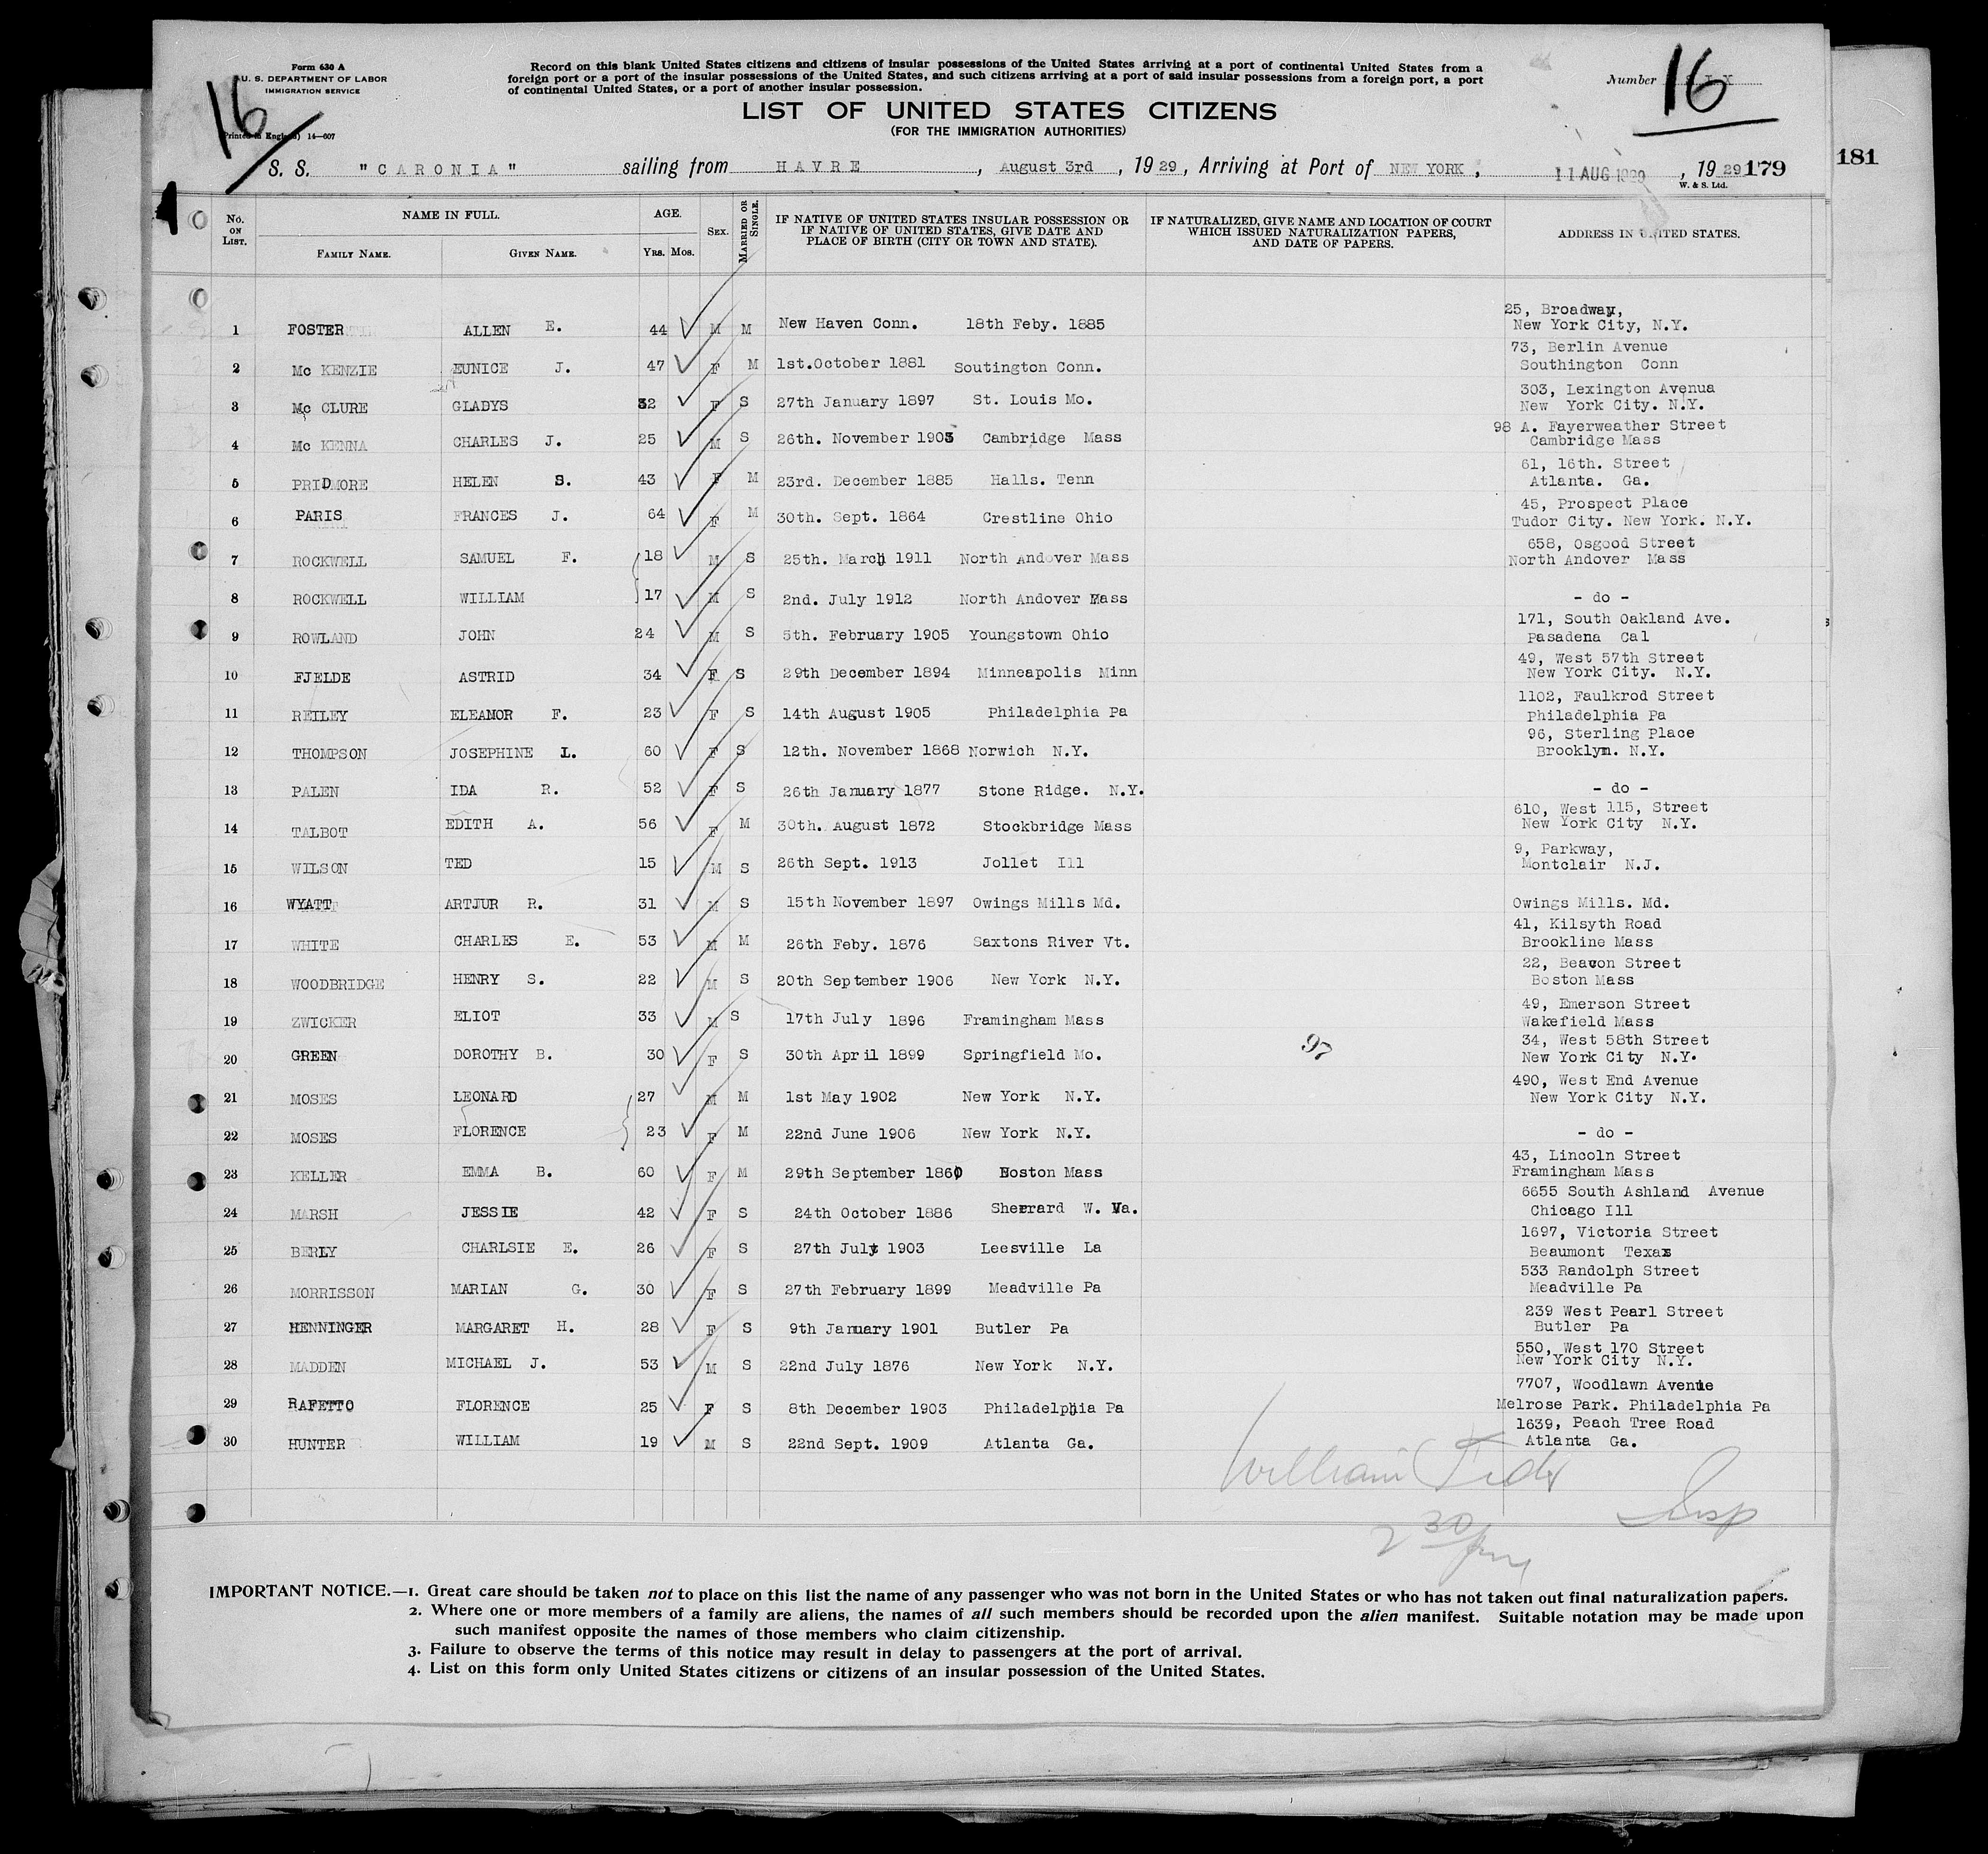 Form 630 A
U. S. DEPARTMENT OF LABOR
IMMIGRATION SERVICE
(Printed in England) 14—607
16
Record on this blank United States citizens and citizens of insular possessions of the United States arriving at a port of continental United States from a
foreign port or a port of the insular possessions of the United States, and such citizens arriving at a port of said insular possessions from a foreign port, a port
of continental United States, or a port of another insular possession.
Number 16
LIST OF UNITED STATES CITIZENS
(FOR THE IMMIGRATION AUTHORITIES)
S. S. "CARONIA" sailing from HAVRE, August 3rd, 1929, Arriving at Port of NEW YORK, 11 AUG 1929, 1929 179
181
W. & S. Ltd.
No. ON LIST. NAME IN FULL. FAMILY NAME. GIVEN NAME. AGE. YRS. MOS. SEX. MARRIED OR SINGLE. IF NATIVE OF UNITED STATES INSULAR POSSESSION OR IF NATIVE OF UNITED STATES, GIVE DATE AND PLACE OF BIRTH (CITY OR TOWN AND STATE). IF NATURALIZED, GIVE NAME AND LOCATION OF COURT WHICH ISSUED NATURALIZATION PAPERS, AND DATE OF PAPERS. ADDRESS IN UNITED STATES.
1 FOSTER ALLEN E. 44 M M New Haven Conn. 18th Feby. 1885 25, Broadway, New York City, N.Y.
2 Mc KENZIE EUNICE J. 47 F M 1st.October 1881 Soutington Conn. 73, Berlin Avenue Southington Conn
3 Mc CLURE GLADYS 32 F S 27th January 1897 St. Louis Mo. 303, Lexington Avenua New York City. N.Y.
4 Mc KENNA CHARLES J. 25 M S 26th. November 1903 Cambridge Mass 98 A. Fayerweather Street Cambridge Mass
5 PRIDMORE HELEN S. 43 F M 23rd. December 1885 Halls. Tenn 61, 16th. Street Atlanta. Ga.
6 PARIS FRANCES J. 64 F M 30th. Sept. 1864 Crestline Ohio 45, Prospect Place Tudor City. New York. N.Y.
7 ROCKWELL SAMUEL F. 18 M S 25th. March 1911 North Andover Mass 658, Osgood Street North Andover Mass
8 ROCKWELL WILLIAM 17 M S 2nd. July 1912 North Andover Mass - do -
9 ROWLAND JOHN 24 M S 5th. February 1905 Youngstown Ohio 171, South Oakland Ave. Pasadena Cal
10 FJELDE ASTRID 34 F S 29th December 1894 Minneapolis Minn 49, West 57th Street New York City. N.Y.
11 REILEY ELEANOR F. 23 F S 14th August 1905 Philadelphia Pa 1102, Faulkrod Street Philadelphia Pa
12 THOMPSON JOSEPHINE L. 60 F S 12th. November 1868 Norwich N.Y. 96, Sterling Place Brooklyn. N.Y.
13 PALEN IDA R. 52 F S 26th January 1877 Stone Ridge. N.Y. - do -
14 TALBOT EDITH A. 56 F M 30th. August 1872 Stockbridge Mass 610, West 115, Street New York City N.Y.
15 WILSON TED 15 M S 26th Sept. 1913 Jollet Ill 9, Parkway, Montclair N.J.
16 WYATT ARTJUR R. 31 M S 15th November 1897 Owings Mills Md. Owings Mills. Md.
17 WHITE CHARLES E. 53 M M 26th Feby. 1876 Saxtons River Vt. 41, Kilsyth Road Brookline Mass
18 WOODBRIDGE HENRY S. 22 M S 20th September 1906 New York N.Y. 22, Beacon Street Boston Mass
19 ZWICKER ELIOT 33 M S 17th July 1896 Framingham Mass 49, Emerson Street Wakefield Mass
20 GREEN DOROTHY B. 30 F S 30th April 1899 Springfield Mo. 97 34, West 58th Street New York City N.Y.
21 MOSES LEONARD 27 M M 1st May 1902 New York N.Y. 490, West End Avenue New York City N.Y.
22 MOSES FLORENCE 23 F M 22nd June 1906 New York N.Y. - do -
23 KELLER EMMA B. 60 F M 29th September 1860 Boston Mass 43, Lincoln Street Framingham Mass
24 MARSH JESSIE 42 F S 24th October 1886 Sherrard W. Va. 6655 South Ashland Avenue Chicago Ill
25 BERLY CHARLSIE E. 26 F S 27th July 1903 Leesville La 1697, Victoria Street Beaumont Texas
26 MORRISSON MARIAN G. 30 F S 27th February 1899 Meadville Pa 533 Randolph Street Meadville Pa
27 HENNINGER MARGARET H. 28 F S 9th January 1901 Butler Pa 239 West Pearl Street Butler Pa
28 MADDEN MICHAEL J. 53 M S 22nd July 1876 New York N.Y. 550, West 170 Street New York City N.Y.
29 RAFETTO FLORENCE 25 F S 8th December 1903 Philadelphia Pa 7707, Woodlawn Avenue Melrose Park. Philadelphia Pa
30 HUNTER WILLIAM 19 M S 22nd Sept. 1909 Atlanta Ga. 1639, Peach Tree Road Atlanta Ga.
William
Insp
2 30 pm
IMPORTANT NOTICE.—1. Great care should be taken not to place on this list the name of any passenger who was not born in the United States or who has not taken out final naturalization papers.
2. Where one or more members of a family are aliens, the names of all such members should be recorded upon the alien manifest. Suitable notation may be made upon
such manifest opposite the names of those members who claim citizenship.
3. Failure to observe the terms of this notice may result in delay to passengers at the port of arrival.
4. List on this form only United States citizens or citizens of an insular possession of the United States.